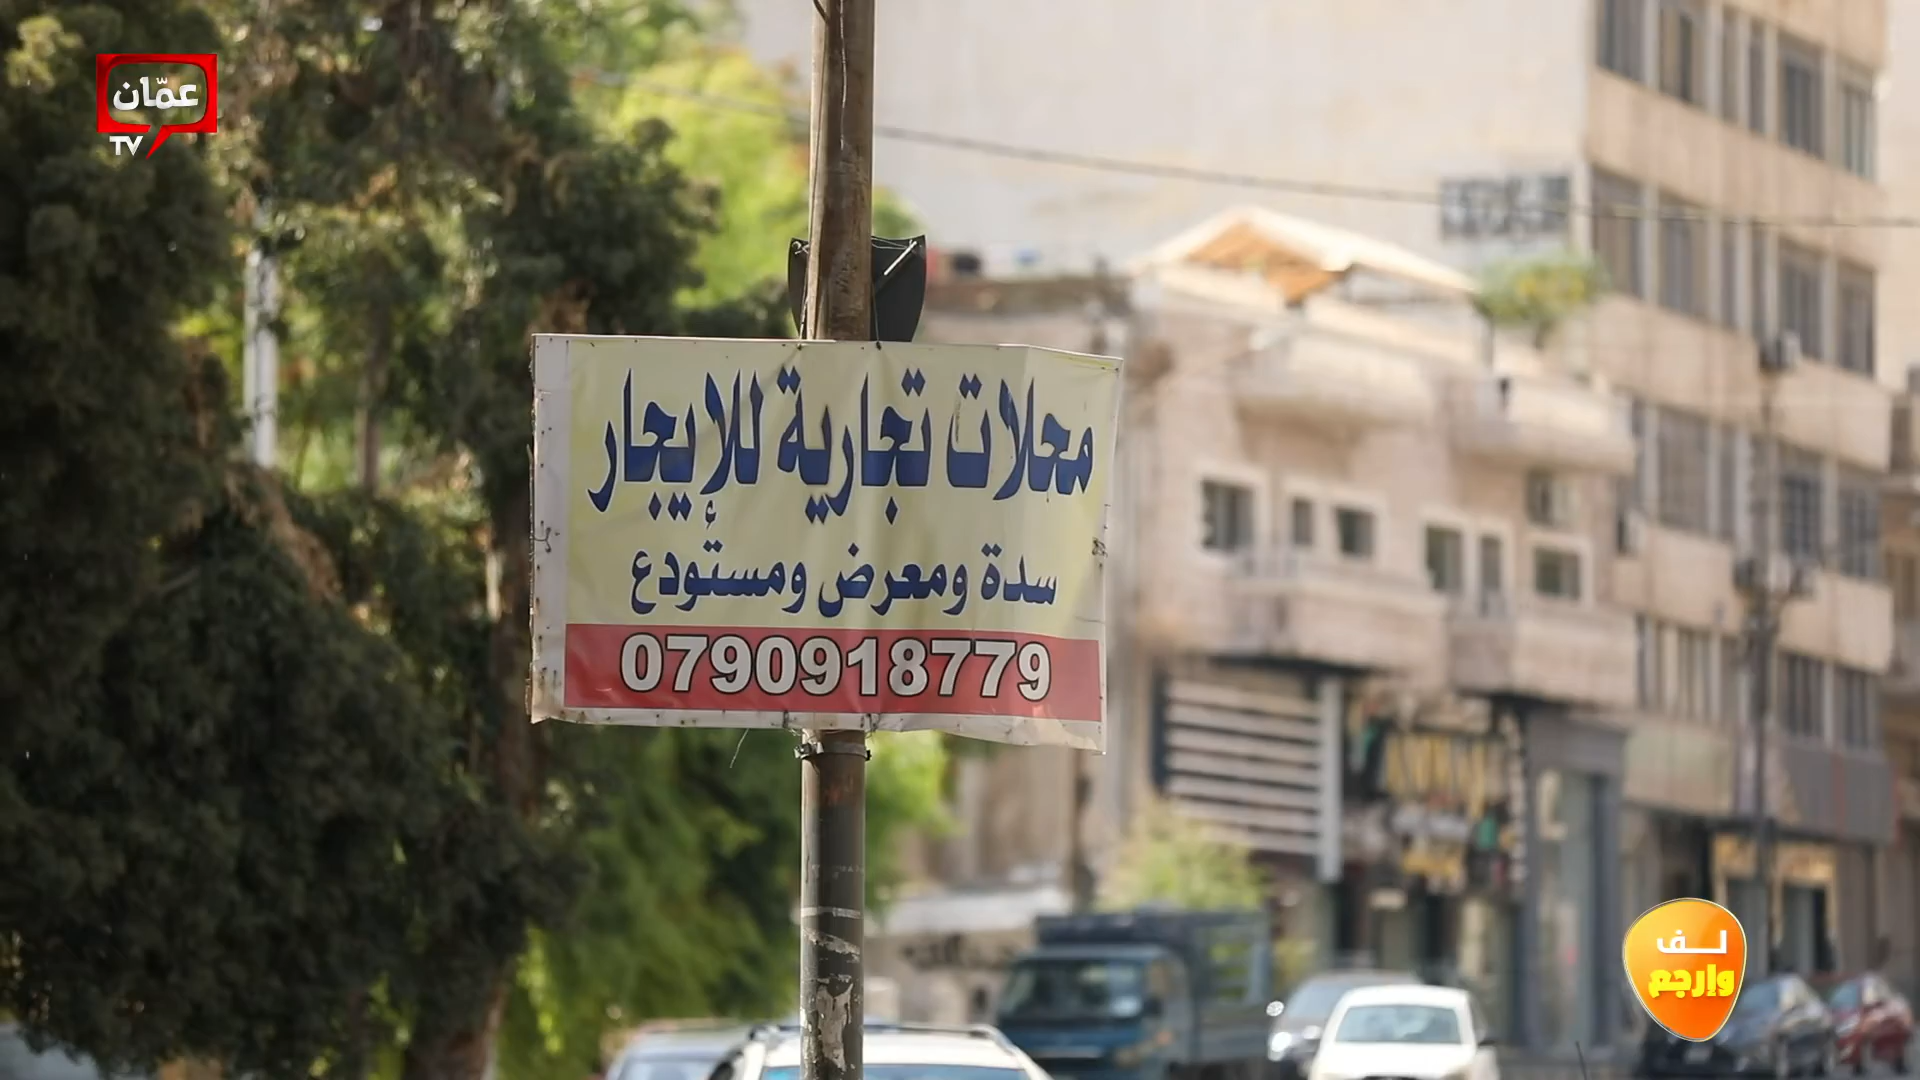 عمّان
TV
محلات تجارية للإيجار
سدة ومعرض ومستودع
0790918779
لف
وارجع